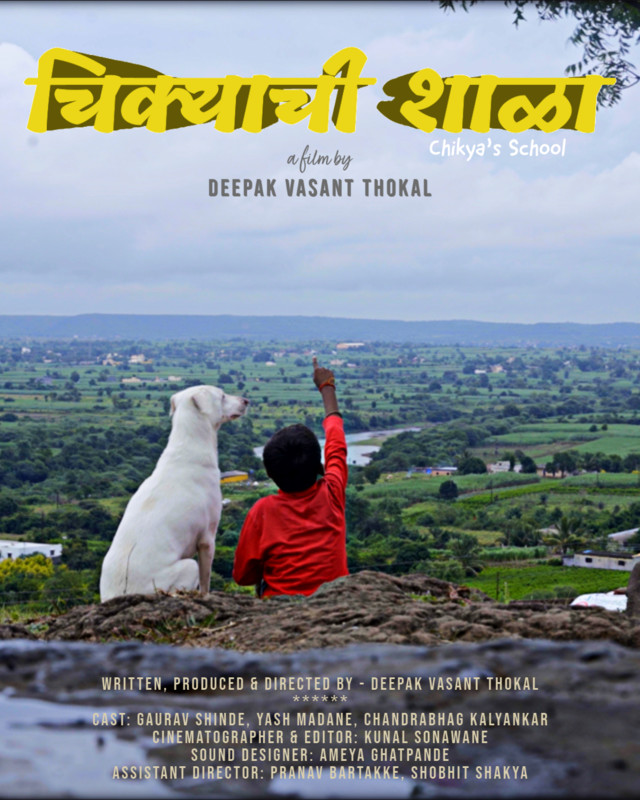 चिक्याची शाळा
Chikya's School
a film by
DEEPAK VASANT THOKAL
WRITTEN, PRODUCED & DIRECTED BY - DEEPAK VASANT THOKAL
******
CAST: GAURAV SHINDE, YASH MADANE, CHANDRABHAG KALYANKAR
CINEMATOGRAPHER & EDITOR: KUNAL SONAWANE
SOUND DESIGNER: AMEYA GHATPANDE
ASSISTANT DIRECTOR: PRANAV BARTAKKE, SHOBHIT SHAKYA